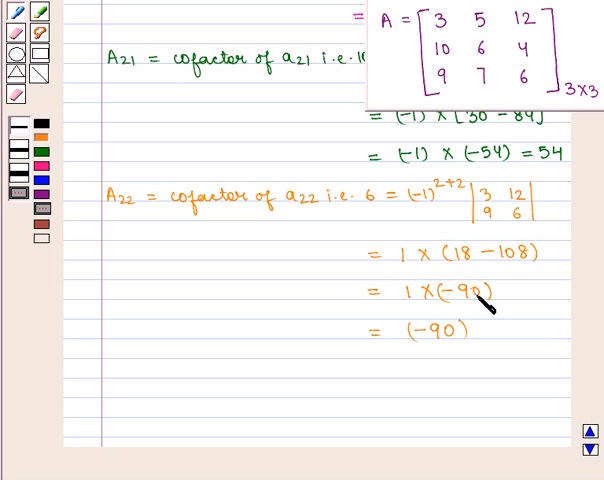 A = [ 3 5 12
10 6 4
9 7 6 ] 3×3
=
A21 = cofactor of a21 i.e. 10
= (-1) × [30 - 84]
= (-1) × (-54) = 54
A22 = cofactor of a22 i.e. 6 = (-1)^2+2 | 3 12
9 6 |
= 1 × (18 - 108)
= 1 × (-90)
= (-90)